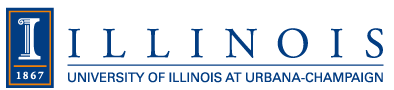 I ILLINOIS
1867 UNIVERSITY OF ILLINOIS AT URBANA-CHAMPAIGN